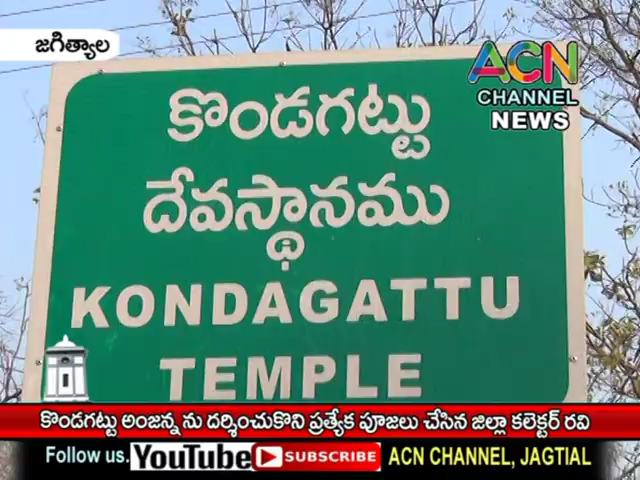 జగిత్యాల
ACN
CHANNEL
NEWS
కొండగట్టు
దేవస్థానము
KONDAGATTU
TEMPLE
కొండగట్టు అంజన్న ను దర్శించుకొని ప్రత్యేక పూజలు చేసిన జిల్లా కలెక్టర్ రవి
Follow us. YouTube SUBSCRIBE ACN CHANNEL, JAGTIAL